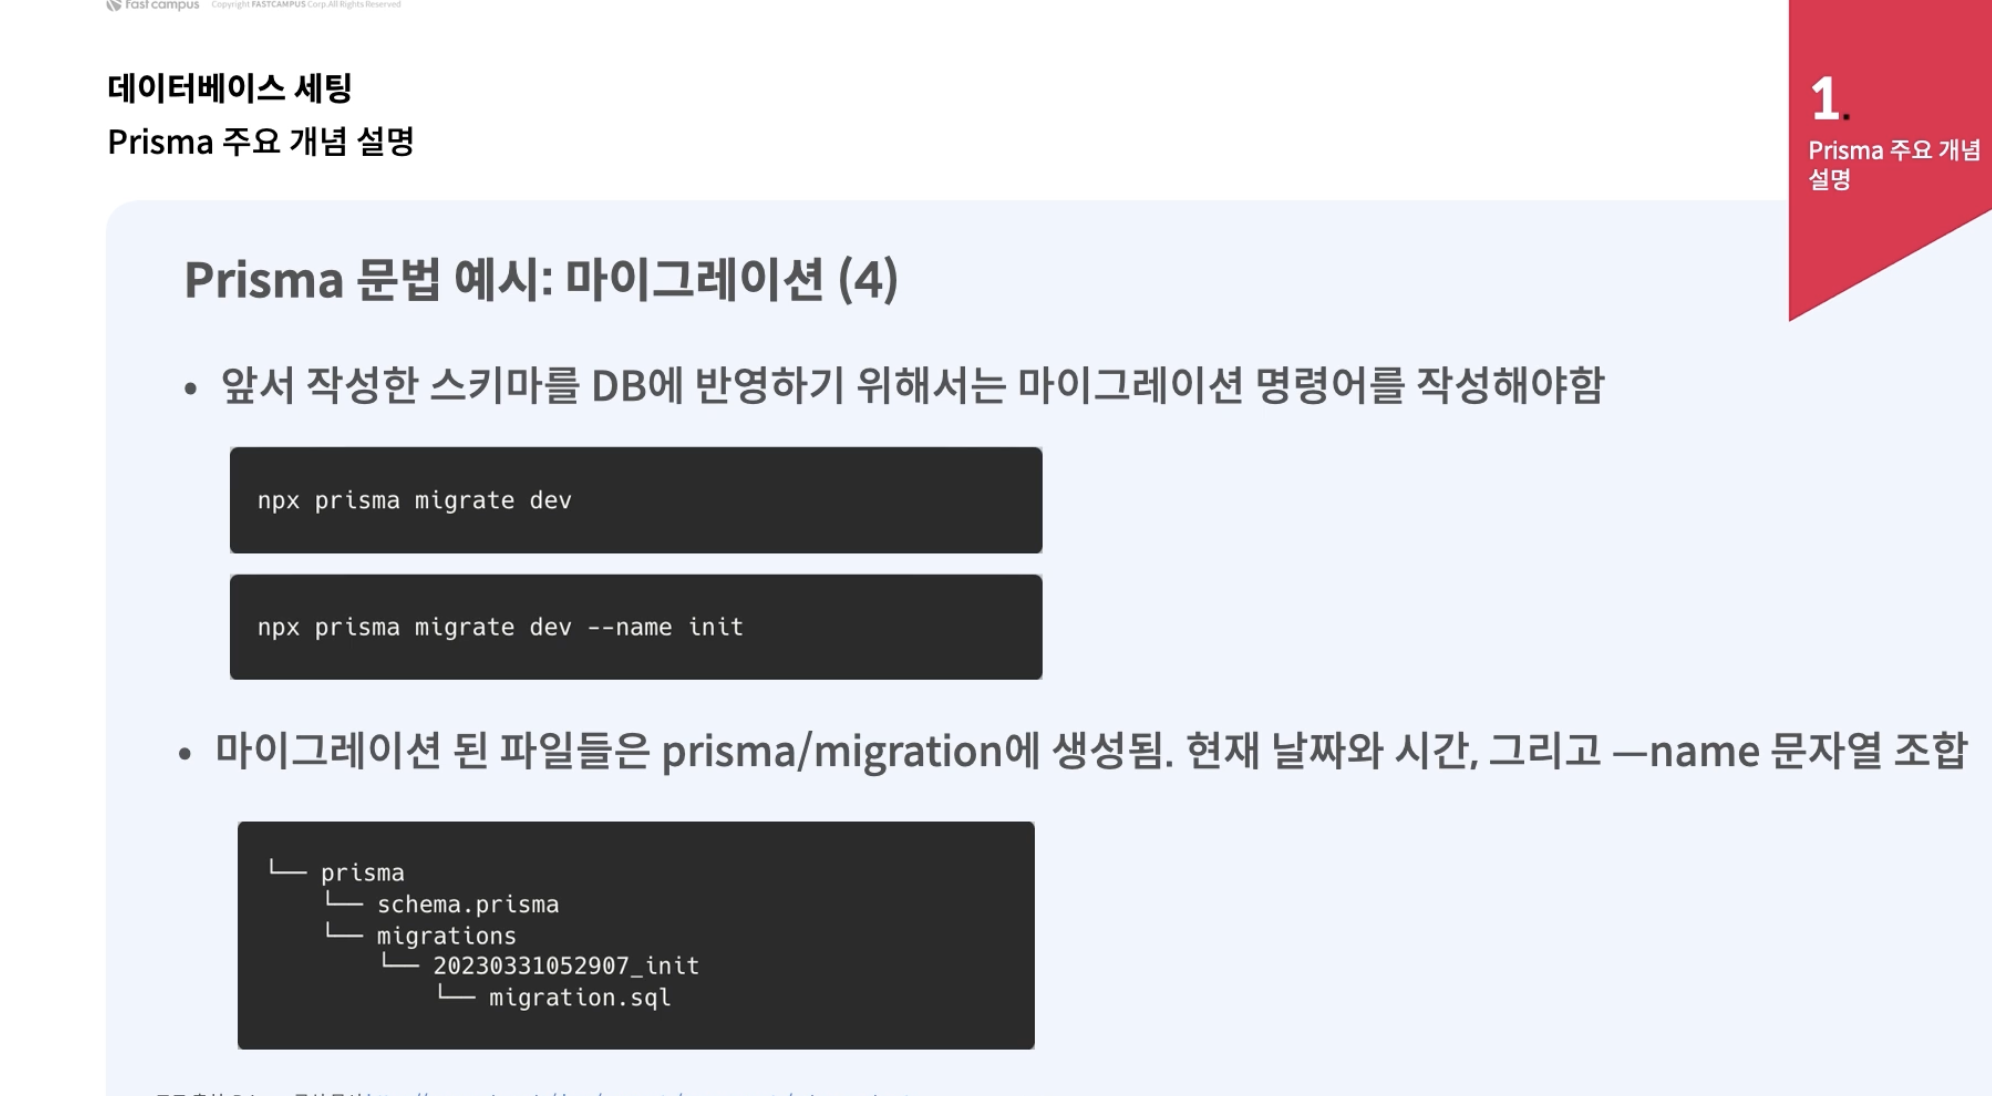 fast campus Copyright FASTCAMPUS Corp. All Rights Reserved
데이터베이스 세팅
Prisma 주요 개념 설명
1.
Prisma 주요 개념
설명
Prisma 문법 예시: 마이그레이션 (4)
• 앞서 작성한 스키마를 DB에 반영하기 위해서는 마이그레이션 명령어를 작성해야함
npx prisma migrate dev
npx prisma migrate dev --name init
• 마이그레이션 된 파일들은 prisma/migration에 생성됨. 현재 날짜와 시간, 그리고 —name 문자열 조합
└── prisma
└── schema.prisma
└── migrations
└── 20230331052907_init
└── migration.sql